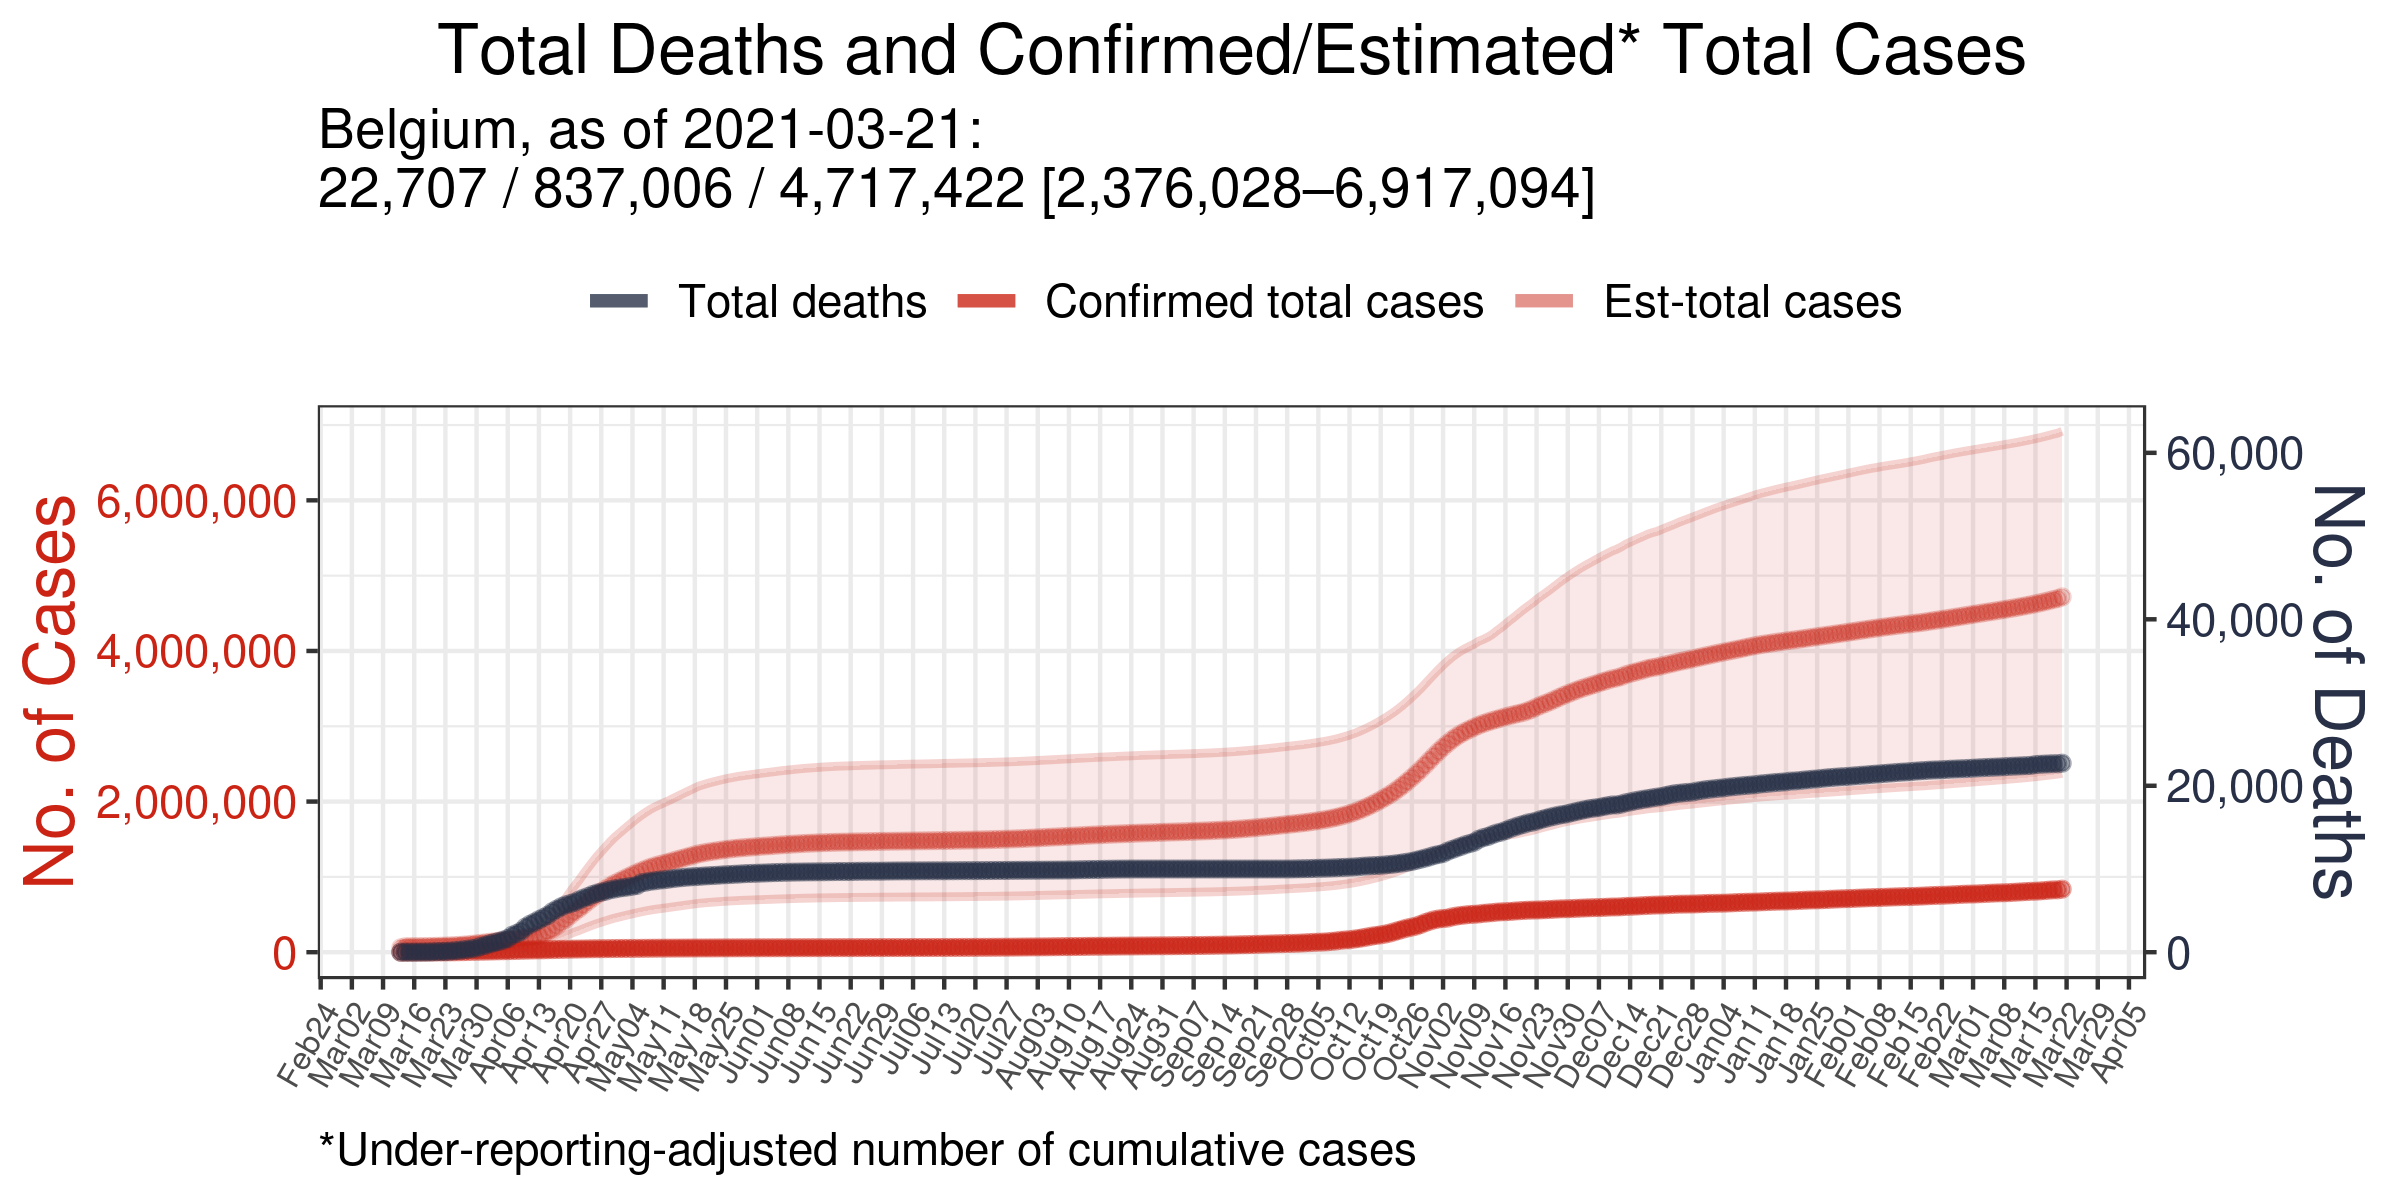 Total Deaths and Confirmed/Estimated* Total Cases
Belgium, as of 2021-03-21:
22,707 / 837,006 / 4,717,422 [2,376,028–6,917,094]
Total deaths
Confirmed total cases
Est-total cases
No. of Cases
6,000,000
4,000,000
2,000,000
0
60,000
40,000
20,000
0
No. of Deaths
Feb24
Mar02
Mar09
Mar16
Mar23
Mar30
Apr06
Apr13
Apr20
Apr27
May04
May11
May18
May25
Jun01
Jun08
Jun15
Jun22
Jun29
Jul06
Jul13
Jul20
Jul27
Aug03
Aug10
Aug17
Aug24
Aug31
Sep07
Sep14
Sep21
Sep28
Oct05
Oct12
Oct19
Oct26
Nov02
Nov09
Nov16
Nov23
Nov30
Dec07
Dec14
Dec21
Dec28
Jan04
Jan11
Jan18
Jan25
Feb01
Feb08
Feb15
Feb22
Mar01
Mar08
Mar15
Mar22
Mar29
Apr05
*Under-reporting-adjusted number of cumulative cases